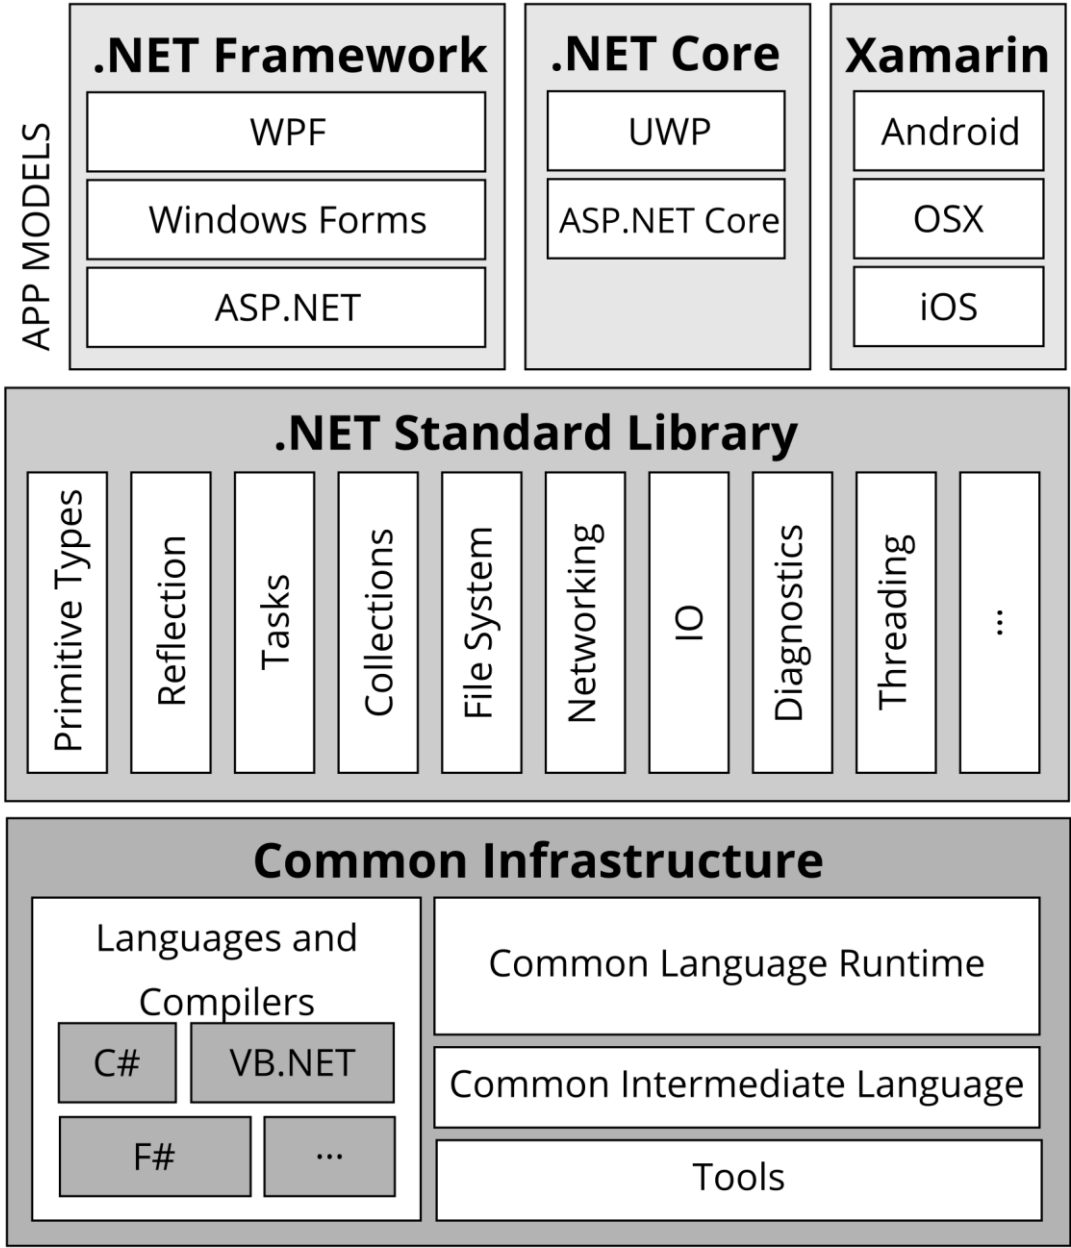 APP MODELS
.NET Framework
WPF
Windows Forms
ASP.NET
.NET Core
UWP
ASP.NET Core
Xamarin
Android
OSX
iOS
.NET Standard Library
Primitive Types
Reflection
Tasks
Collections
File System
Networking
IO
Diagnostics
Threading
...
Common Infrastructure
Languages and
Compilers
C#
VB.NET
F#
...
Common Language Runtime
Common Intermediate Language
Tools